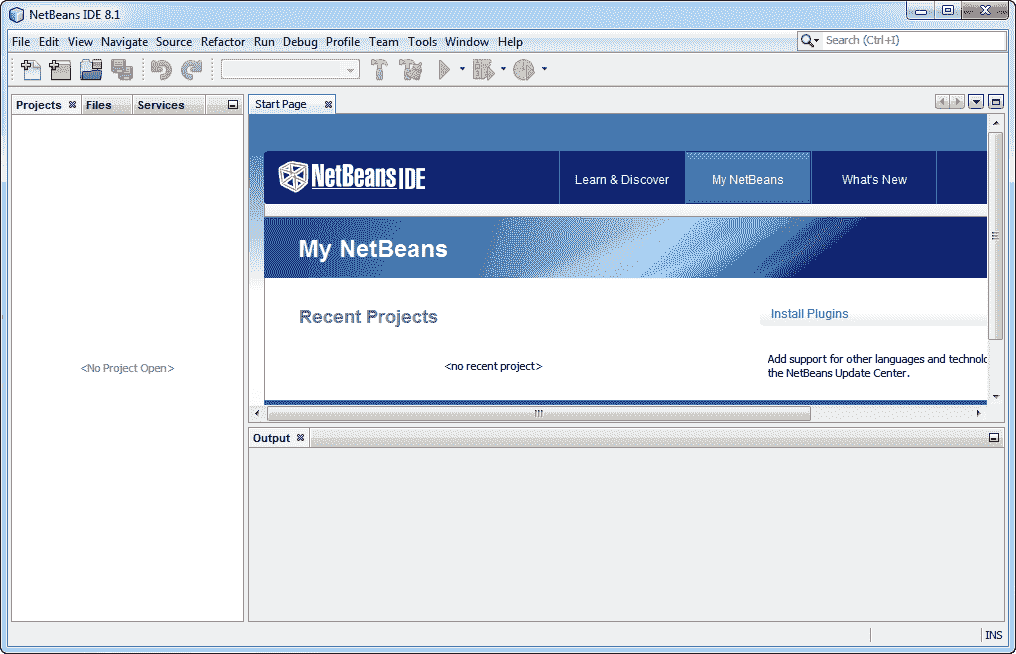 NetBeans IDE 8.1
File Edit View Navigate Source Refactor Run Debug Profile Team Tools Window Help
Search (Ctrl+I)
Projects Files Services
Start Page
NetBeans IDE
Learn & Discover
My NetBeans
What's New
My NetBeans
Recent Projects
Install Plugins
<No Project Open>
<no recent project>
Add support for other languages and technolo
the NetBeans Update Center.
Output
INS